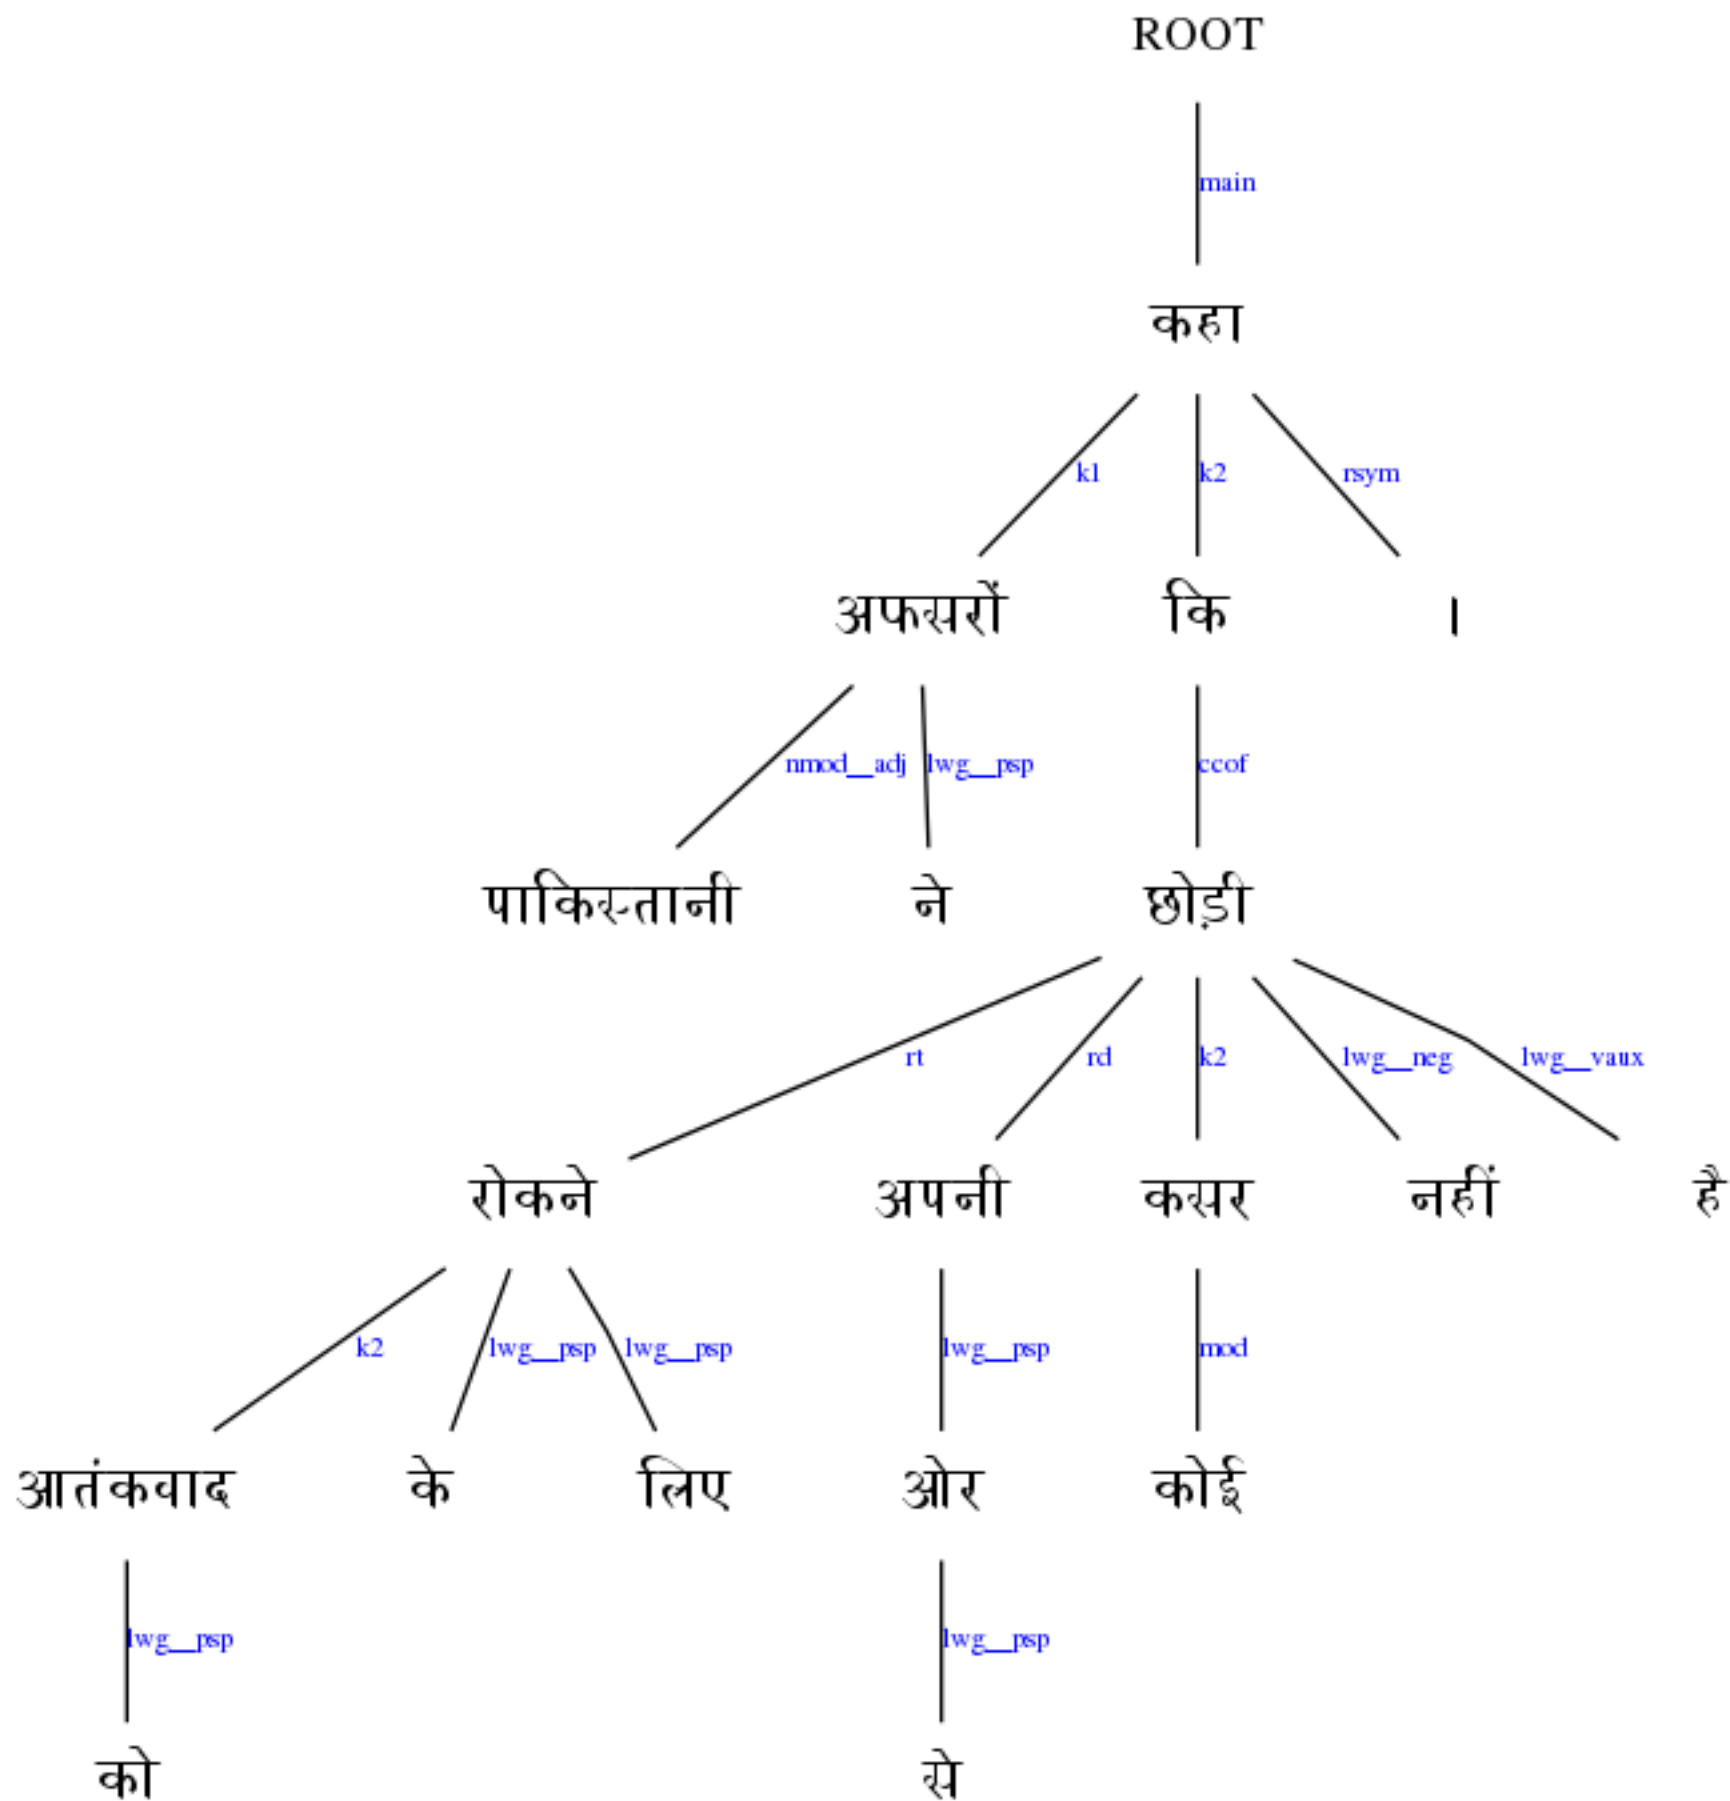 ROOT
main
कहा
k1 k2 rsym
अफसरों कि ।
nmod__adj lwg__psp ccof
पाकिस्तानी ने छोड़ी
rt rd k2 lwg__neg lwg__vaux
रोकने अपनी कसर नहीं है
k2 lwg__psp lwg__psp lwg__psp mod
आतंकवाद के लिए ओर कोई
lwg__psp lwg__psp
को से